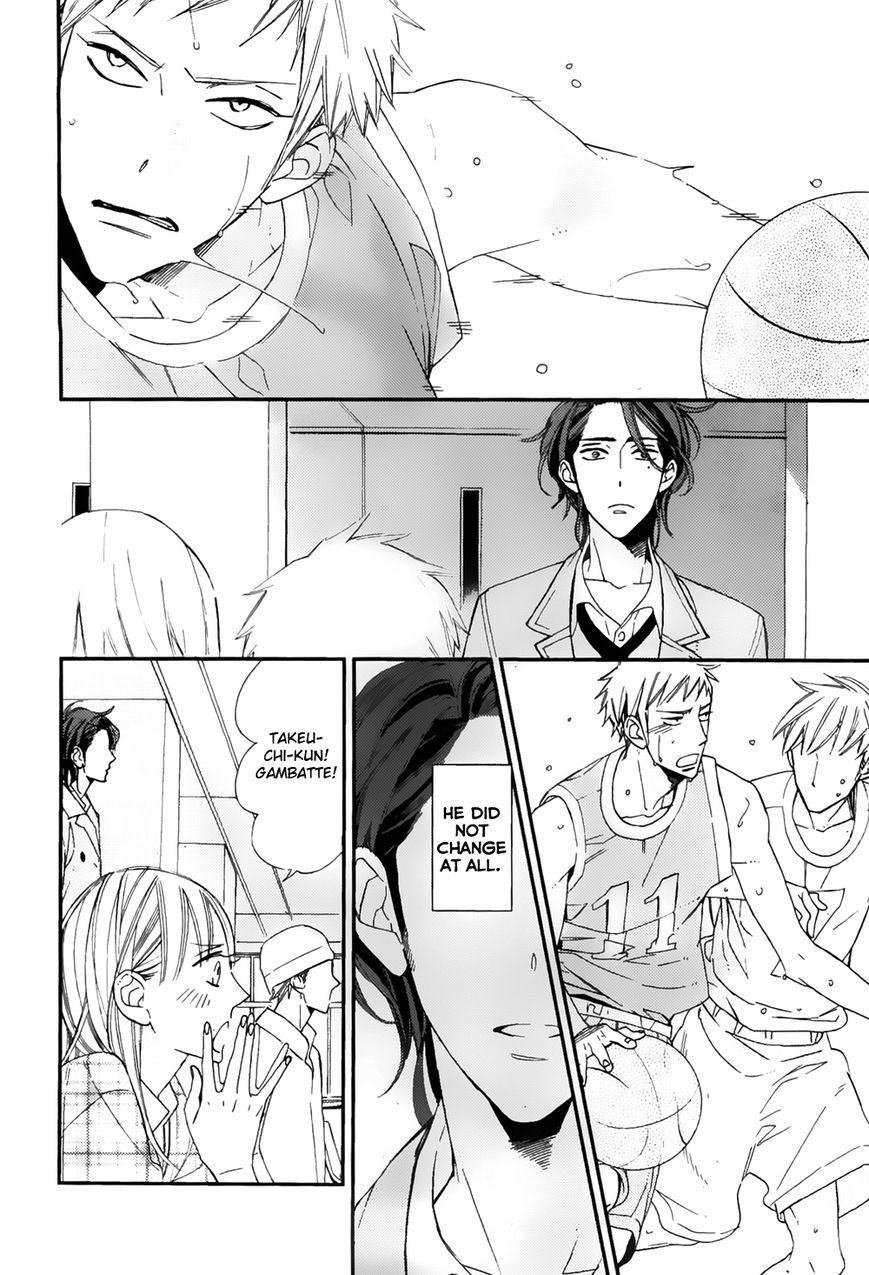 11
HE DID
NOT
CHANGE
AT ALL.
TAKEU-
CHI-KUN!
GAMBATTE!